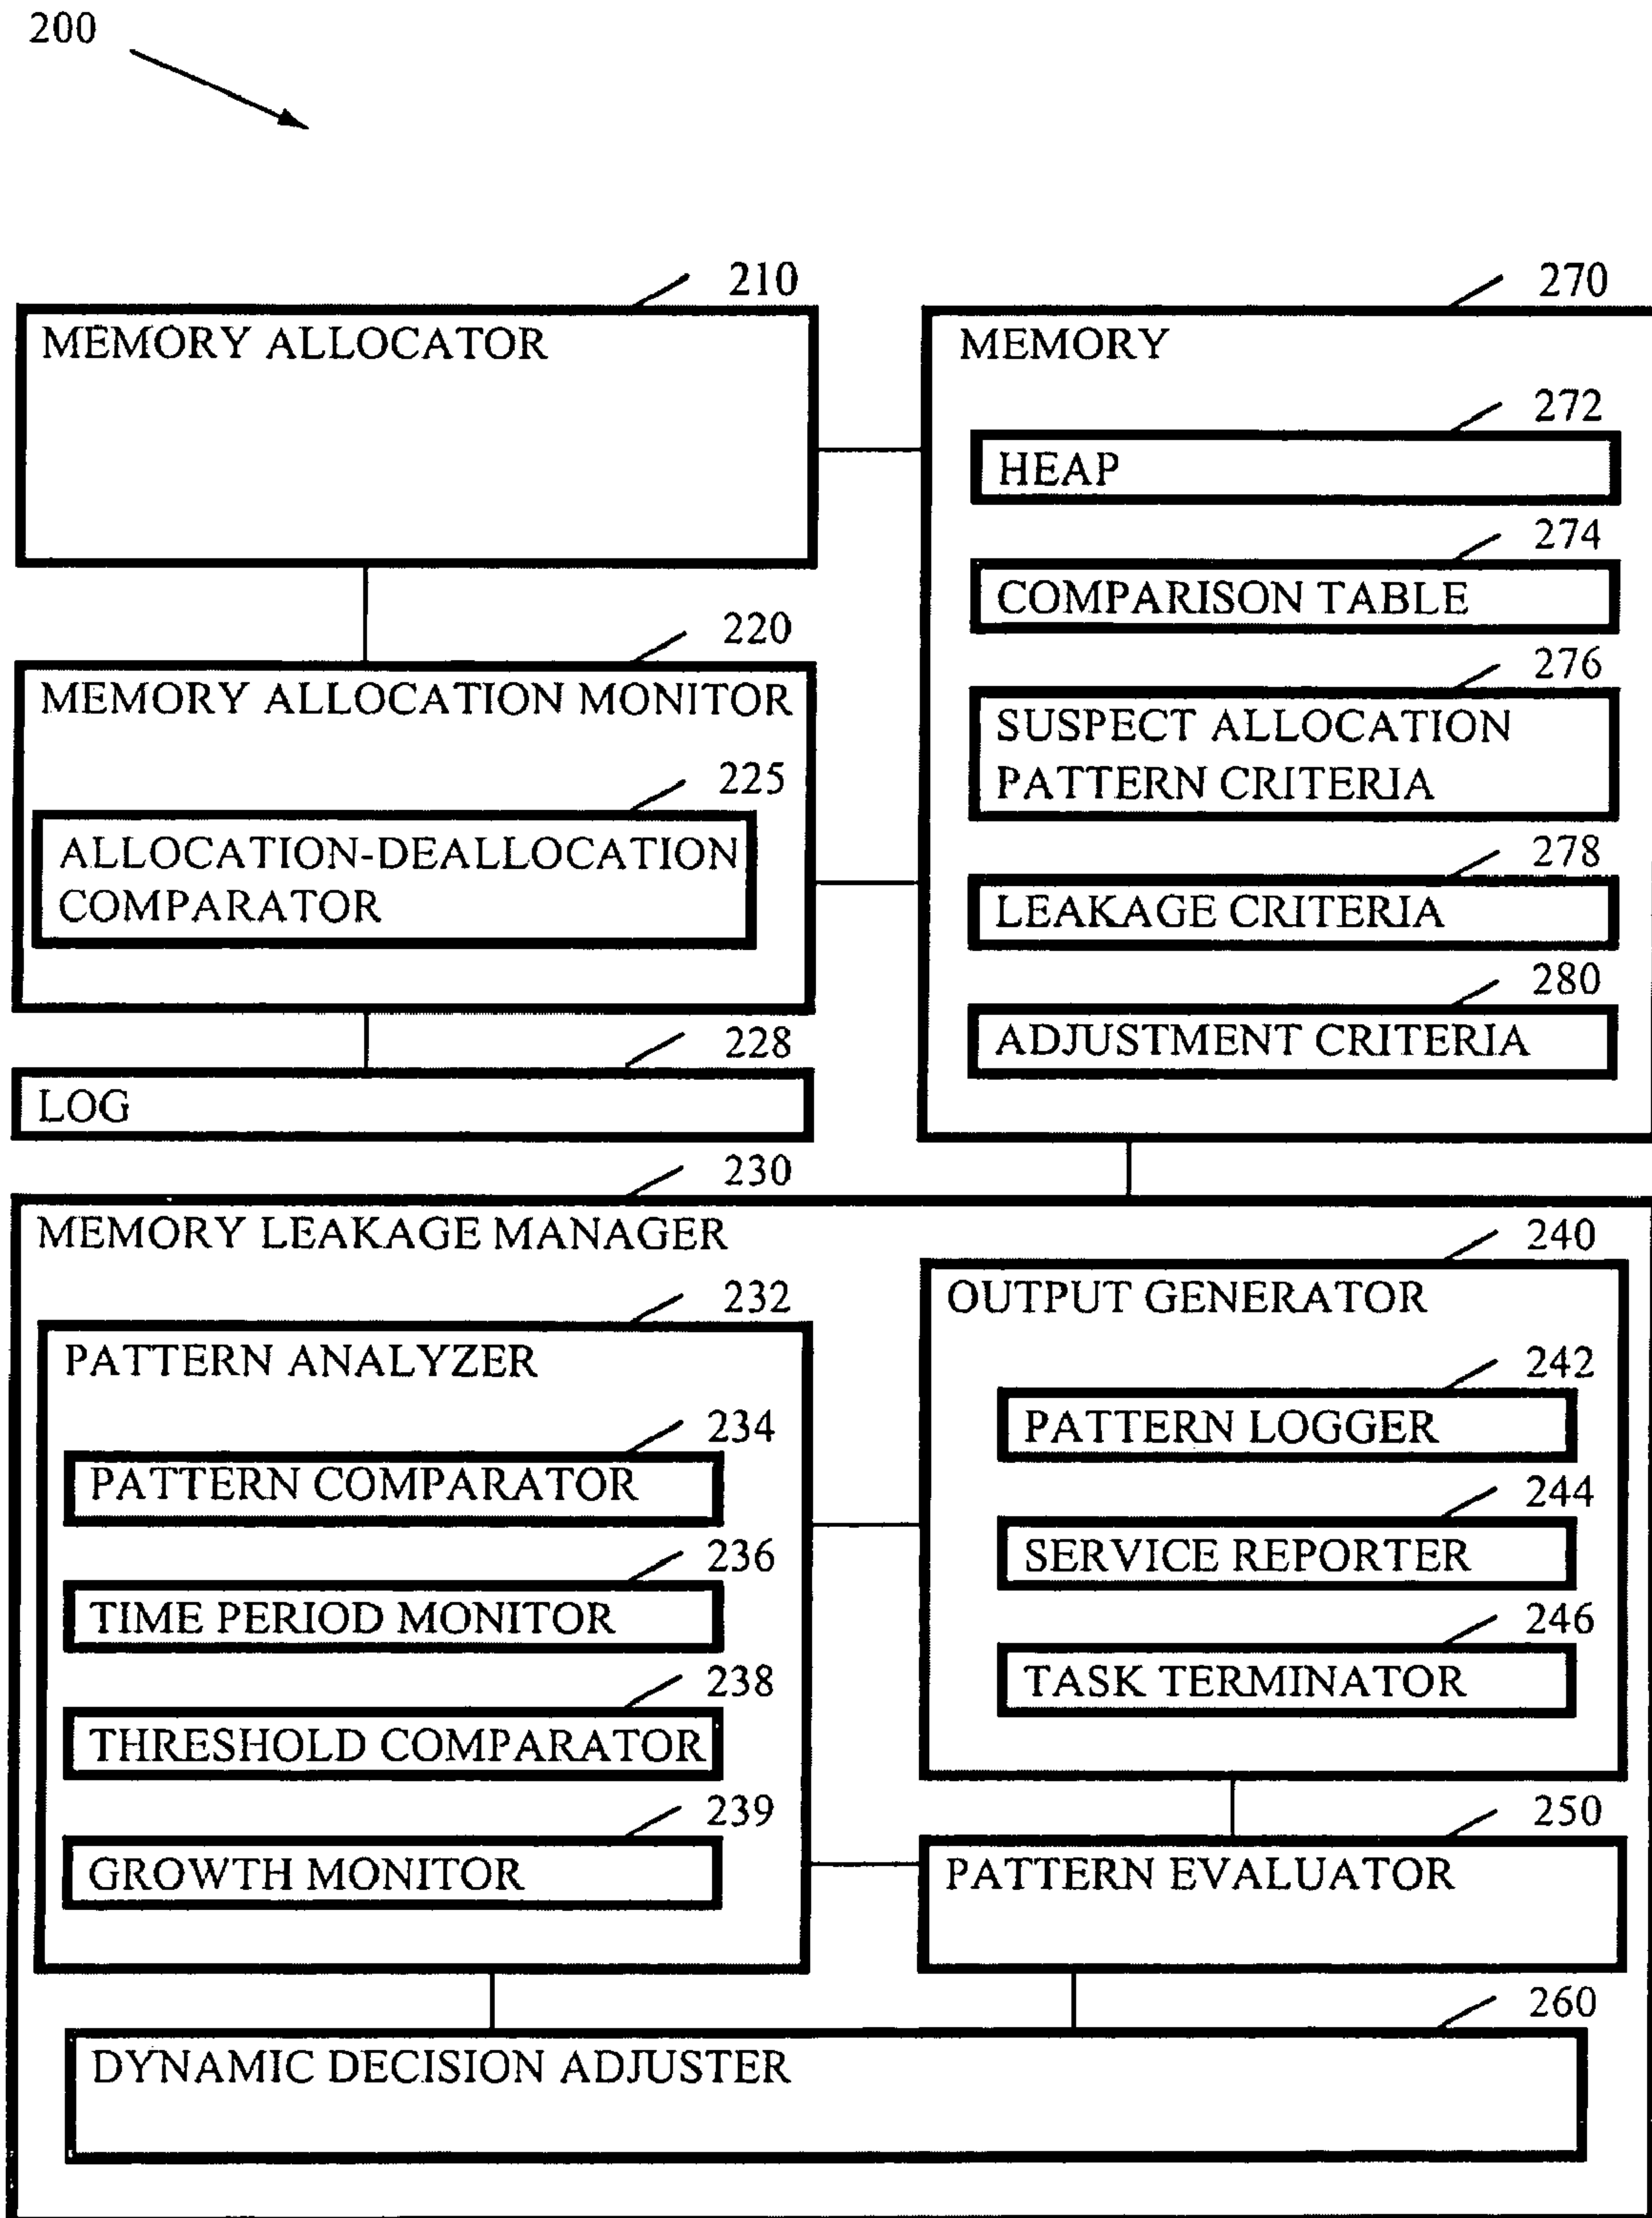 200
210
MEMORY ALLOCATOR
270
MEMORY
272
HEAP
274
COMPARISON TABLE
220
MEMORY ALLOCATION MONITOR
276
SUSPECT ALLOCATION
PATTERN CRITERIA
225
ALLOCATION-DEALLOCATION
COMPARATOR
278
LEAKAGE CRITERIA
280
ADJUSTMENT CRITERIA
228
LOG
230
MEMORY LEAKAGE MANAGER
232
PATTERN ANALYZER
234
PATTERN COMPARATOR
236
TIME PERIOD MONITOR
238
THRESHOLD COMPARATOR
239
GROWTH MONITOR
240
OUTPUT GENERATOR
242
PATTERN LOGGER
244
SERVICE REPORTER
246
TASK TERMINATOR
250
PATTERN EVALUATOR
260
DYNAMIC DECISION ADJUSTER